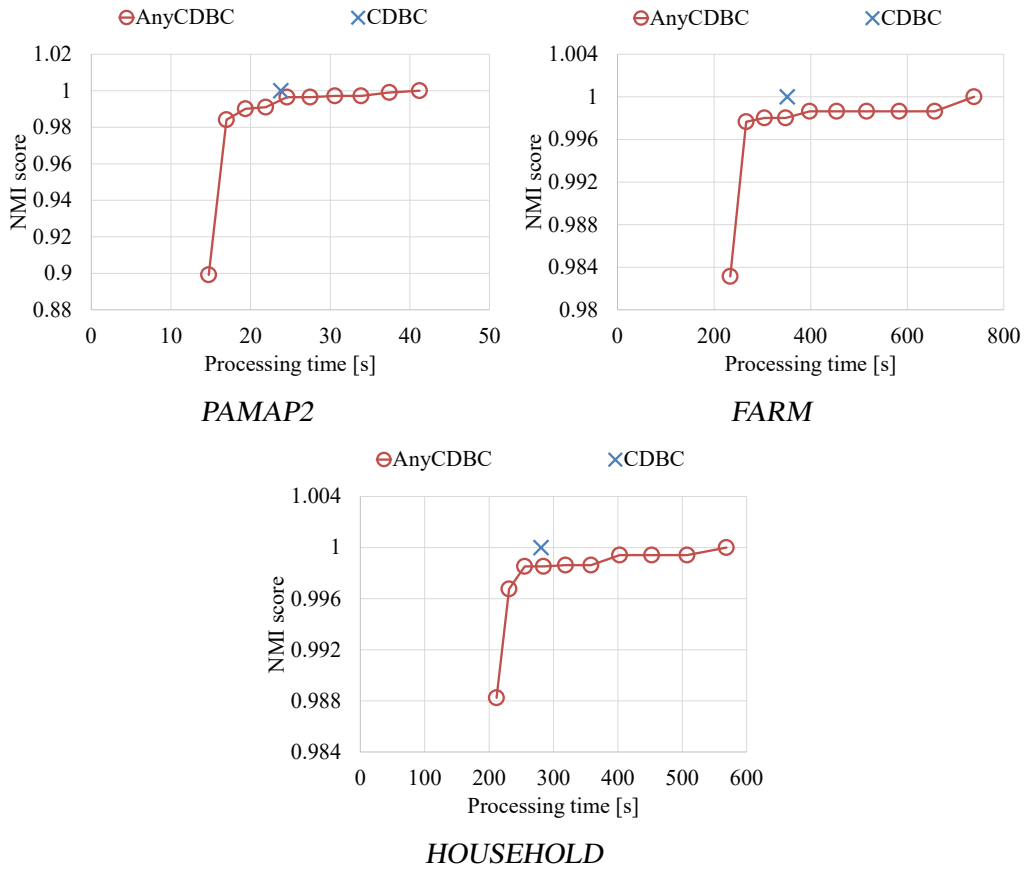 AnyCDBC CDBC
1.02
1
0.98
0.96
0.94
0.92
0.9
0.88
NMI score
0 10 20 30 40 50
Processing time [s]
PAMAP2
AnyCDBC CDBC
1.004
1
0.996
0.992
0.988
0.984
0.98
NMI score
0 200 400 600 800
Processing time [s]
FARM
AnyCDBC CDBC
1.004
1
0.996
0.992
0.988
0.984
NMI score
0 100 200 300 400 500 600
Processing time [s]
HOUSEHOLD